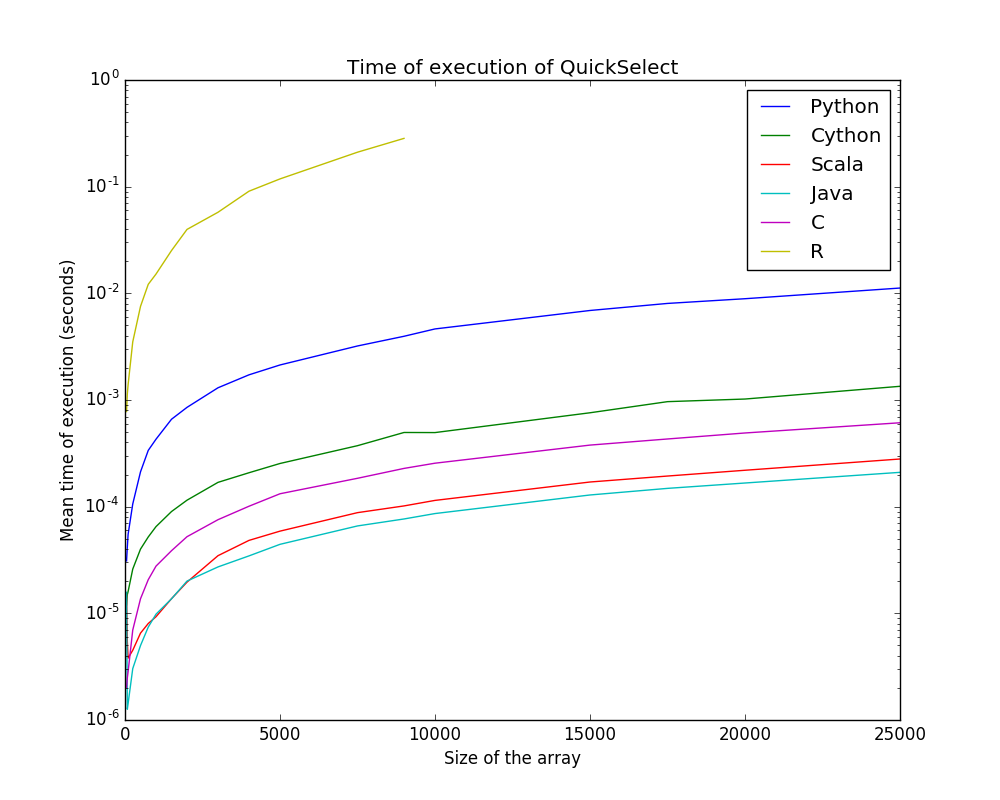 Time of execution of QuickSelect
10^0
10^-1
10^-2
10^-3
10^-4
10^-5
10^-6
Mean time of execution (seconds)
Python
Cython
Scala
Java
C
R
0 5000 10000 15000 20000 25000
Size of the array